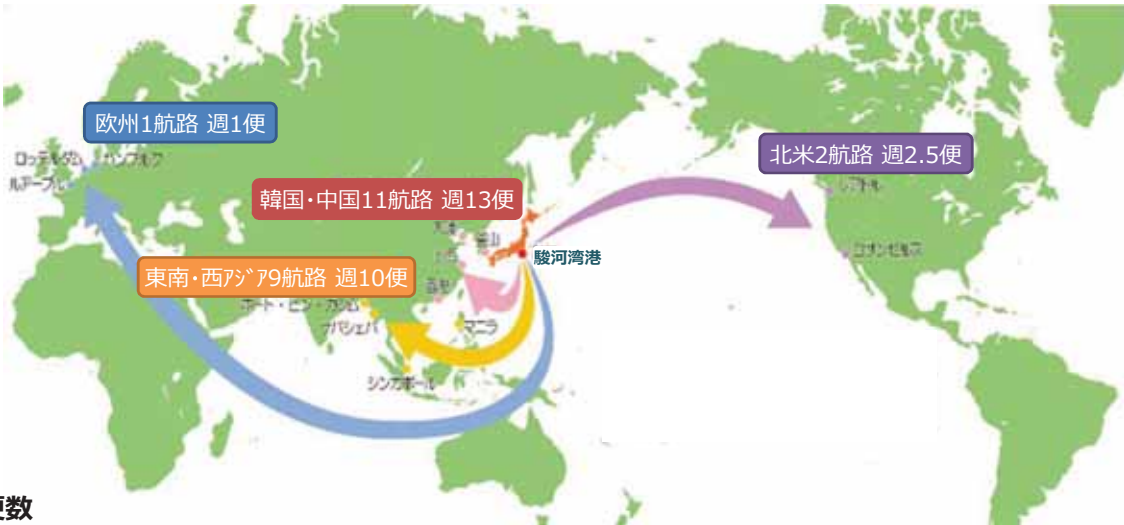 欧州1航路 週1便
北米2航路 週2.5便
ロッテルダム
ハンブルク
ルアーブル
シアトル
韓国・中国11航路 週13便
釜山
駿河湾港
ロサンゼルス
東南・西アジア9航路 週10便
マニラ
シンガポール
便数